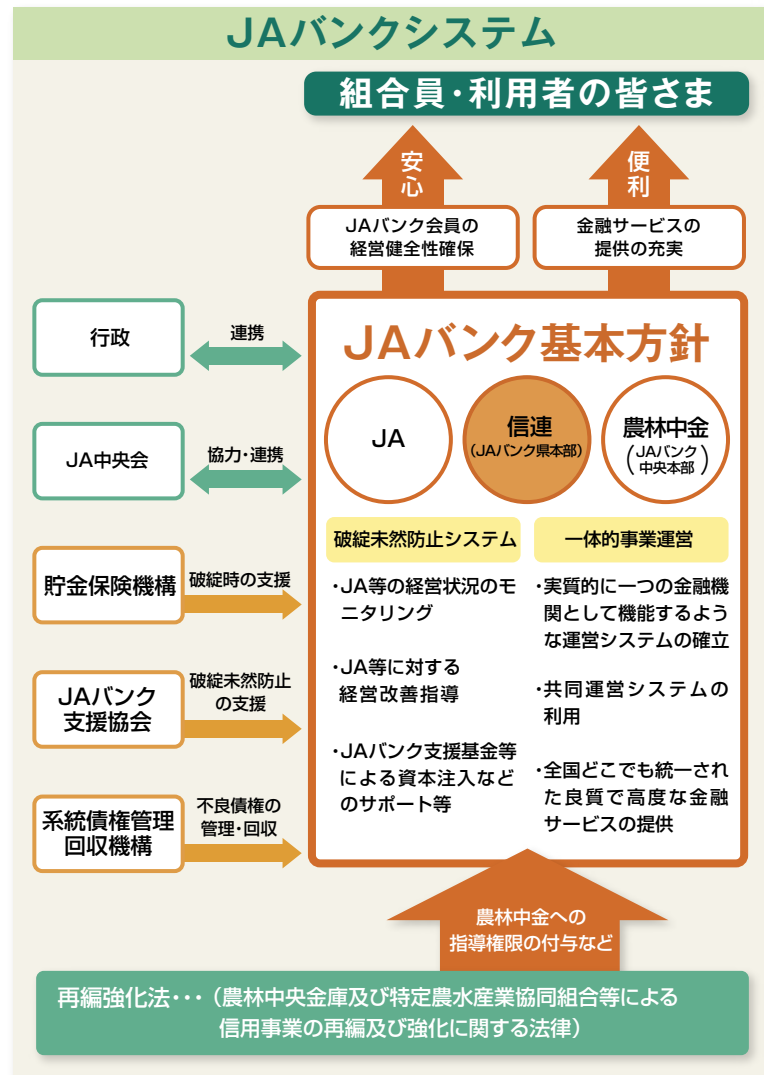 JAバンクシステム
組合員・利用者の皆さま
安心
便利
JAバンク会員の
経営健全性確保
金融サービスの
提供の充実
行政
連携
JA中央会
協力・連携
貯金保険機構
破綻時の支援
JAバンク
支援協会
破綻未然防止
の支援
系統債権管理
回収機構
不良債権の
管理・回収
JAバンク基本方針
JA
信連
(JAバンク県本部)
農林中金
(JAバンク
中央本部)
破綻未然防止システム
・JA等の経営状況のモ
ニタリング
・JA等に対する
経営改善指導
・JAバンク支援基金等
による資本注入など
のサポート等
一体的事業運営
・実質的に一つの金融機
関として機能するよう
な運営システムの確立
・共同運営システムの
利用
・全国どこでも統一され
た良質で高度な金融
サービスの提供
農林中金への
指導権限の付与など
再編強化法･･･（農林中央金庫及び特定農水産業協同組合等による
信用事業の再編及び強化に関する法律）